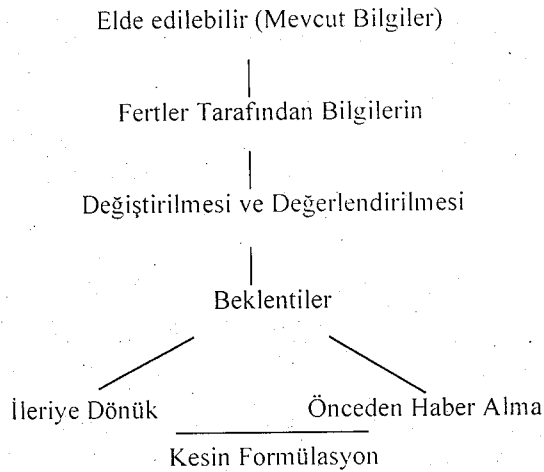 Elde edilebilir (Mevcut Bilgiler)
Fertler Tarafından Bilgilerin
Değiştirilmesi ve Değerlendirilmesi
Beklentiler
İleriye Dönük
Önceden Haber Alma
Kesin Formülasyon